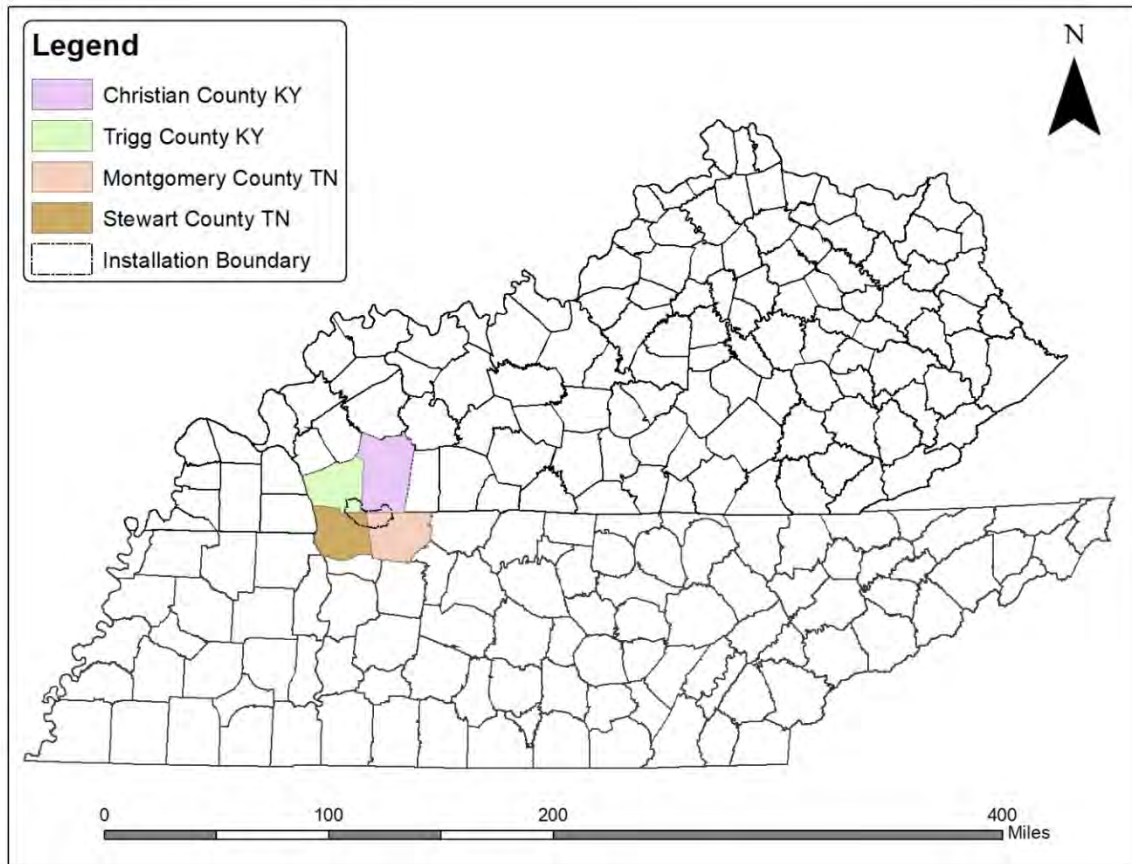 Legend
Christian County KY
Trigg County KY
Montgomery County TN
Stewart County TN
Installation Boundary
N
0 100 200 400
Miles